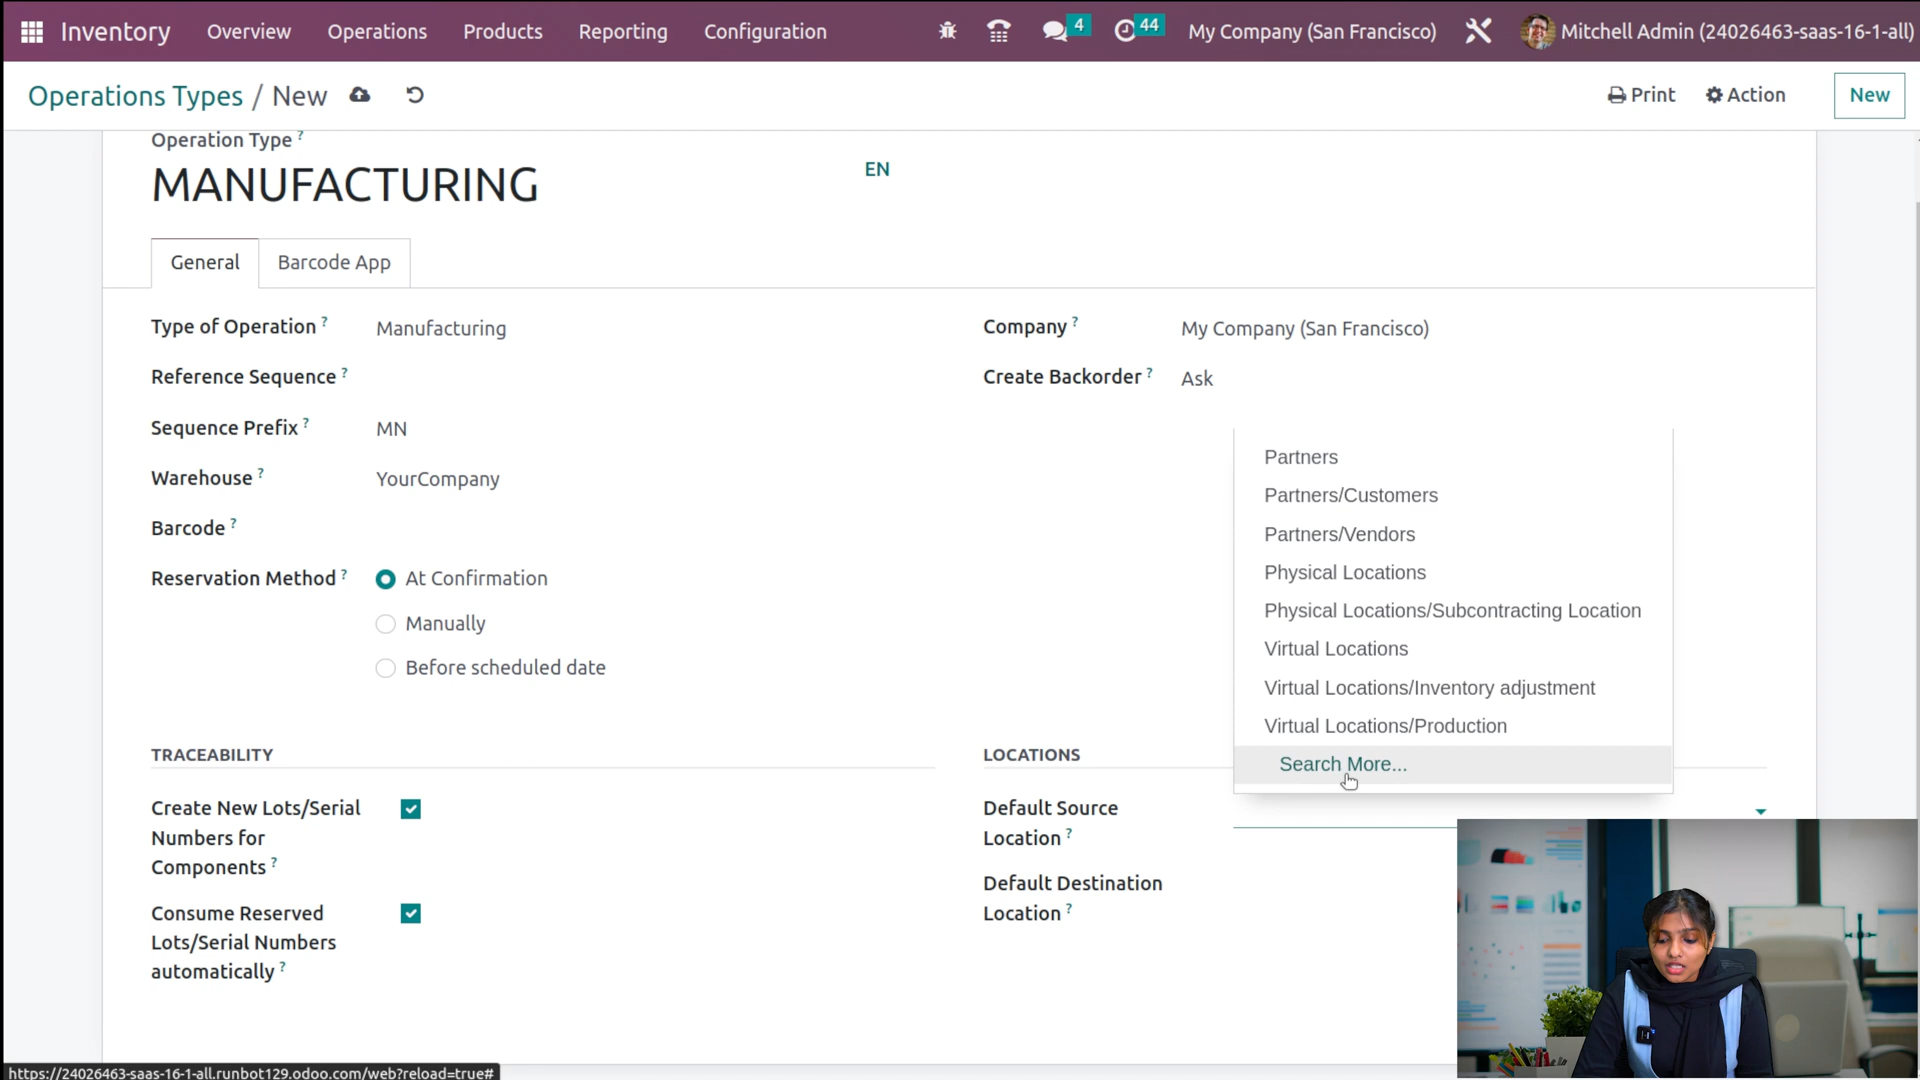 Inventory Overview Operations Products Reporting Configuration 4 44 My Company (San Francisco) Mitchell Admin (24026463-saas-16-1-all)
Operations Types / New Print Action New
Operation Type ?
MANUFACTURING EN
General Barcode App
Type of Operation ? Manufacturing Company ? My Company (San Francisco)
Reference Sequence ? Create Backorder ? Ask
Sequence Prefix ? MN
Partners
Warehouse ? YourCompany
Partners/Customers
Barcode ? Partners/Vendors
Reservation Method ? At Confirmation Physical Locations
Manually Physical Locations/Subcontracting Location
Before scheduled date Virtual Locations
Virtual Locations/Inventory adjustment
Virtual Locations/Production
TRACEABILITY LOCATIONS Search More...
Create New Lots/Serial Default Source
Numbers for Location ?
Components ?
Default Destination
Consume Reserved Location ?
Lots/Serial Numbers
automatically ?
https://24026463-saas-16-1-all.runbot129.odoo.com/web?reload=true#